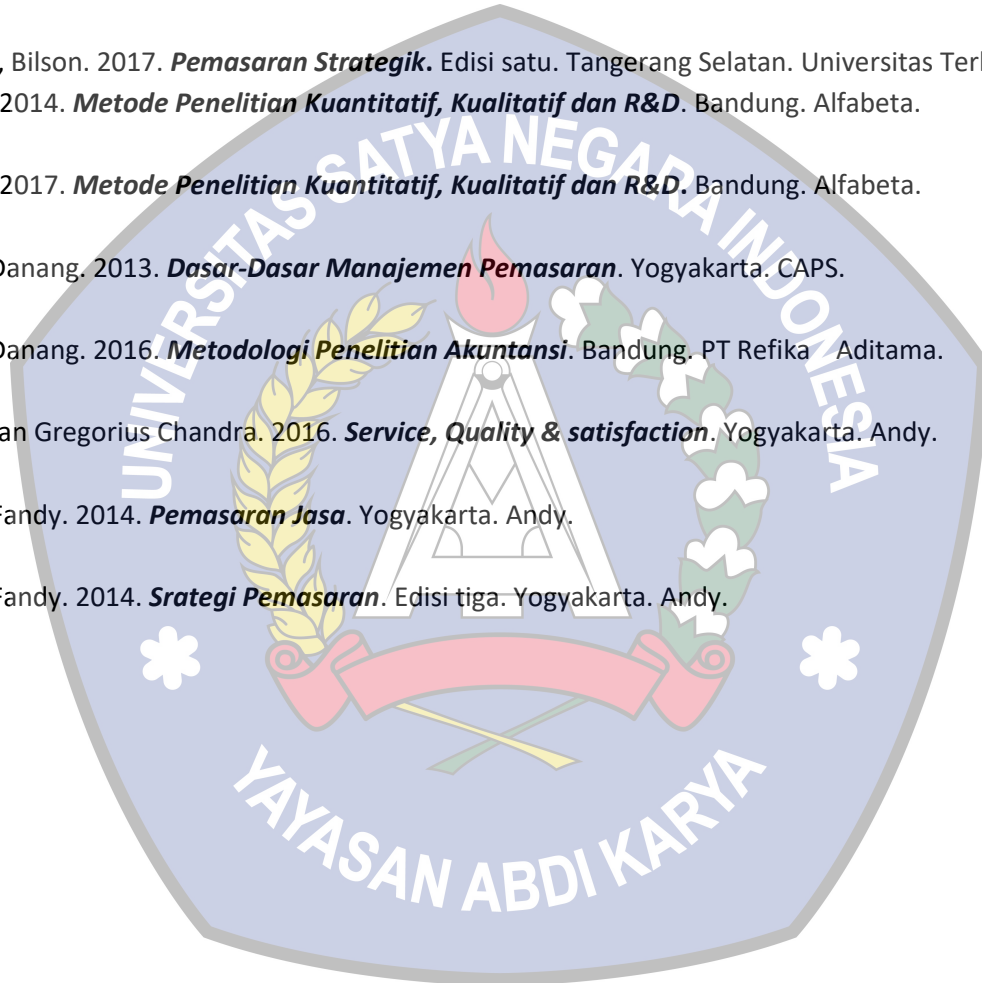 , Bilson. 2017. Pemasaran Strategik. Edisi satu. Tangerang Selatan. Universitas
2014. Metode Penelitian Kuantitatif, Kualitatif dan R&D. Bandung. Alfabeta.
2017. Metode Penelitian Kuantitatif, Kualitatif dan R&D. Bandung. Alfabeta.
Danang. 2013. Dasar-Dasar Manajemen Pemasaran. Yogyakarta. CAPS.
Danang. 2016. Metodologi Penelitian Akuntansi. Bandung. PT Refika Aditama.
an Gregorius Chandra. 2016. Service, Quality & satisfaction. Yogyakarta. Andy.
Fandy. 2014. Pemasaran Jasa. Yogyakarta. Andy.
Fandy. 2014. Srategi Pemasaran. Edisi tiga. Yogyakarta. Andy.
UNIVERSITAS SATYA NEGARA INDONESIA
YAYASAN ABDI KARYA